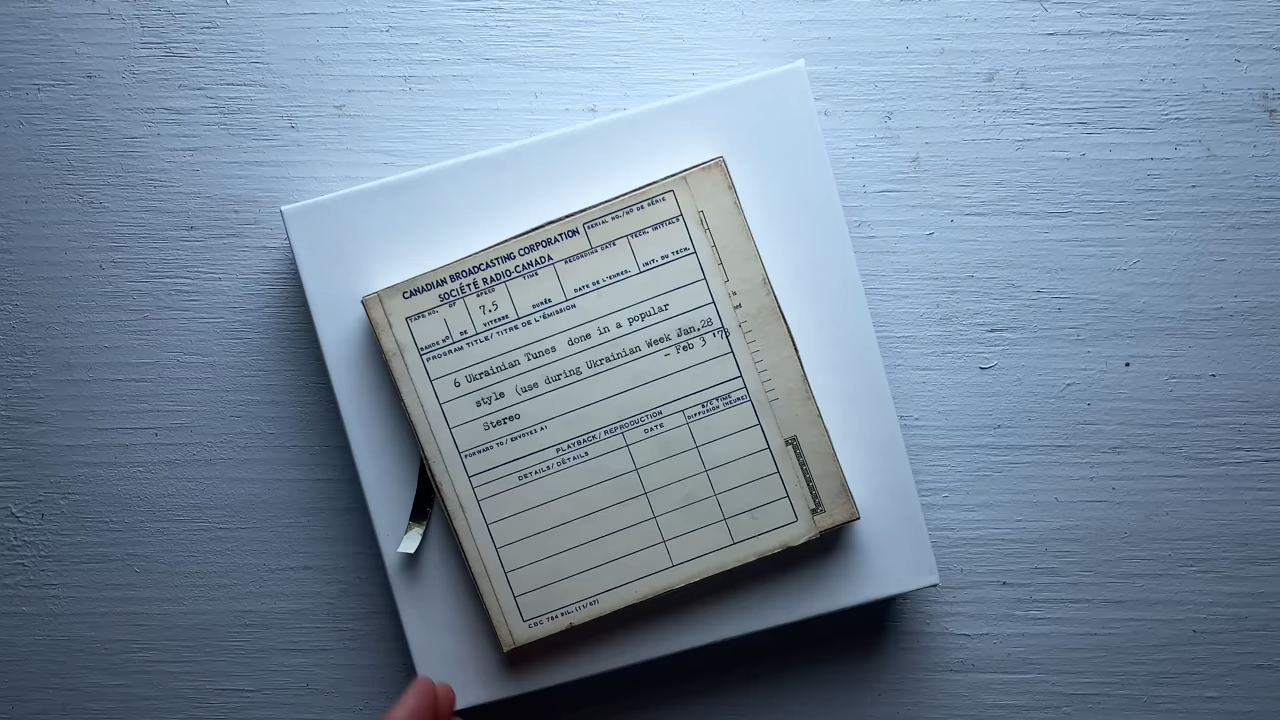 CANADIAN BROADCASTING CORPORATION
SOCIÉTÉ RADIO-CANADA
SERIAL NO./NO DE SÉRIE
TAPE NO. OF
SPEED
TIME
RECORDING DATE
TECH. INITIALS
7.5
BANDE Nº DE
VITESSE
DURÉE
DATE DE L'ENREG.
INIT. DU TECH.
PROGRAM TITLE/ TITRE DE L'ÉMISSION
6 Ukrainian Tunes done in a popular
style (use during Ukrainian Week Jan.28
- Feb 3 '7
Stereo
FORWARD TO/ ENVOYEZ À:
PLAYBACK/ REPRODUCTION
DETAILS/ DÉTAILS
DATE
B/C TIME
DIFFUSION (HEURE)
CBC 784 BIL. (11/67)
is